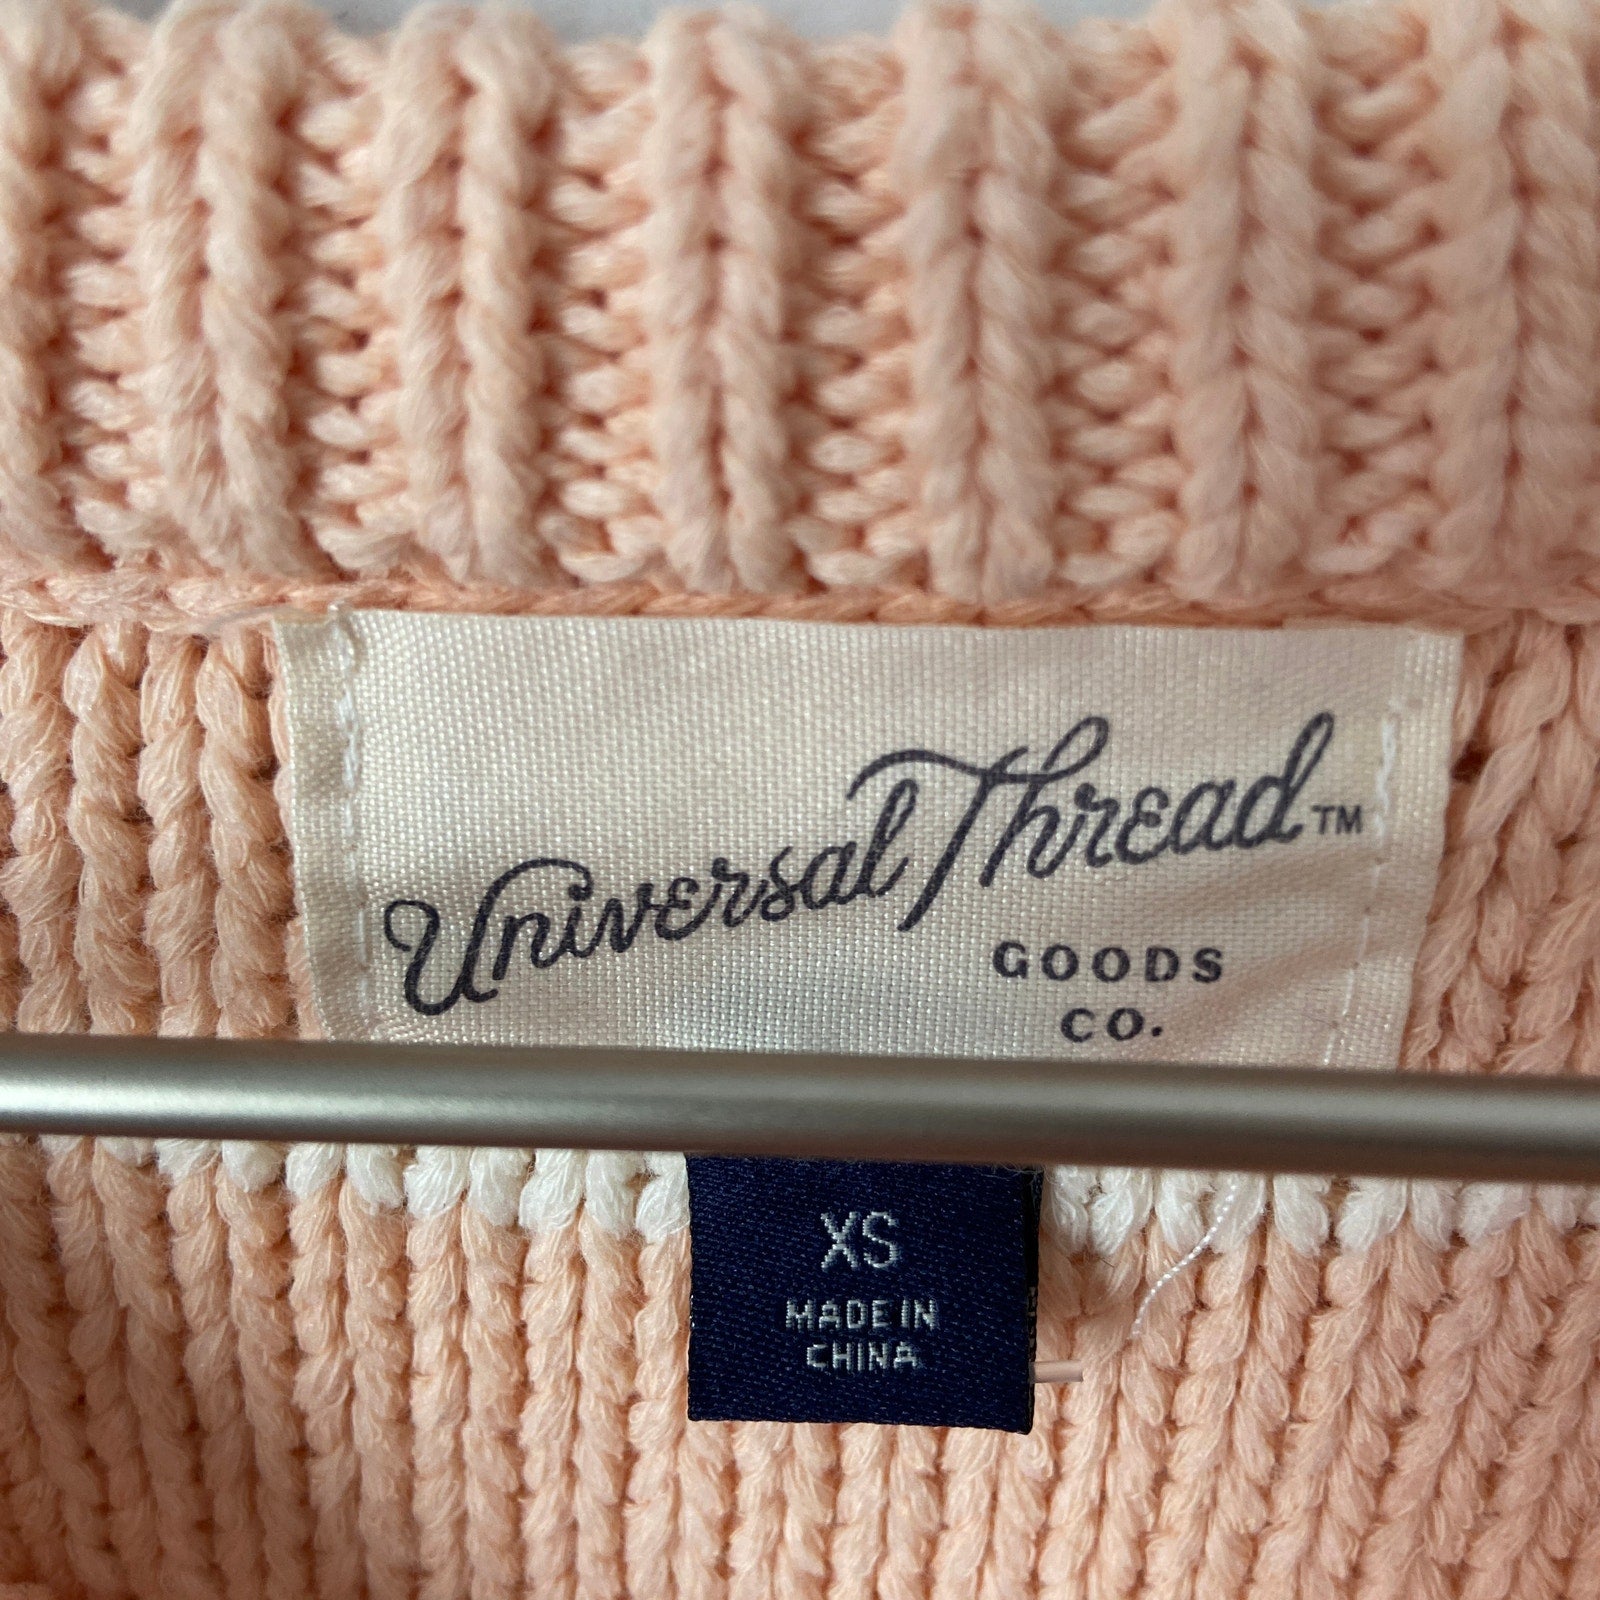 Universal Thread™
GOODS
CO.
XS
MADE IN
CHINA